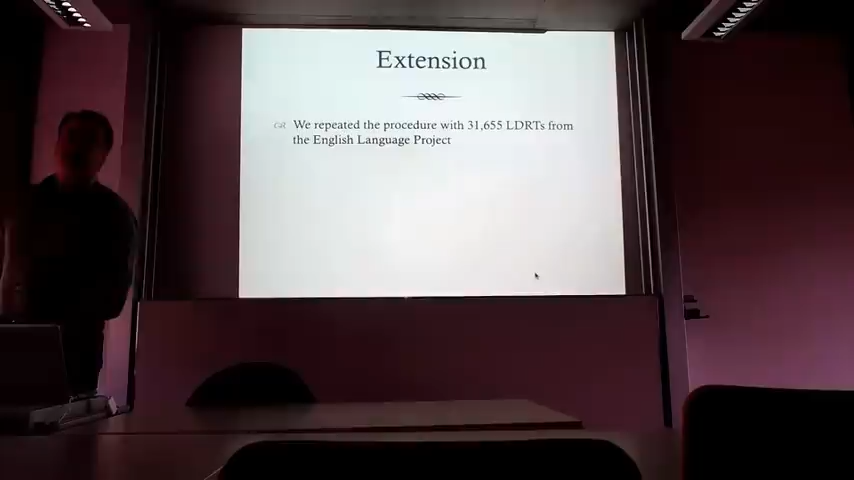 Extension
We repeated the procedure with 31,655 LDRTs from
the English Language Project